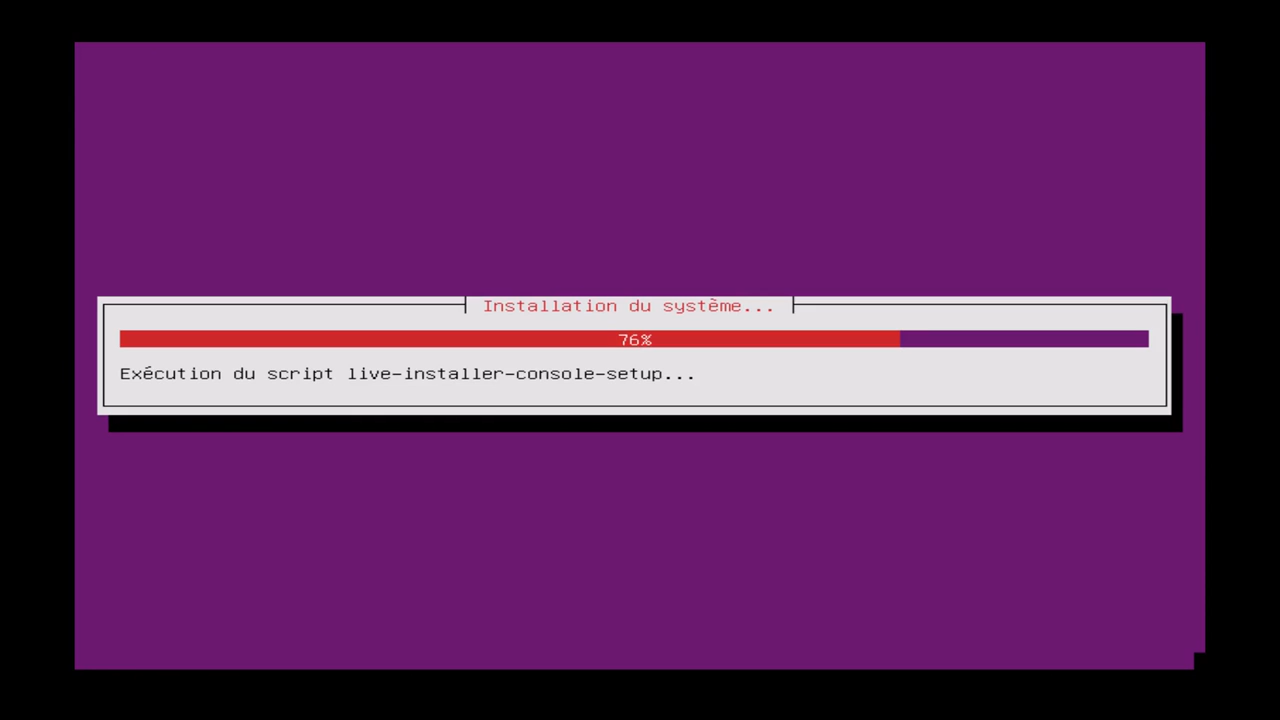 Installation du système...
76%
Exécution du script live-installer-console-setup...